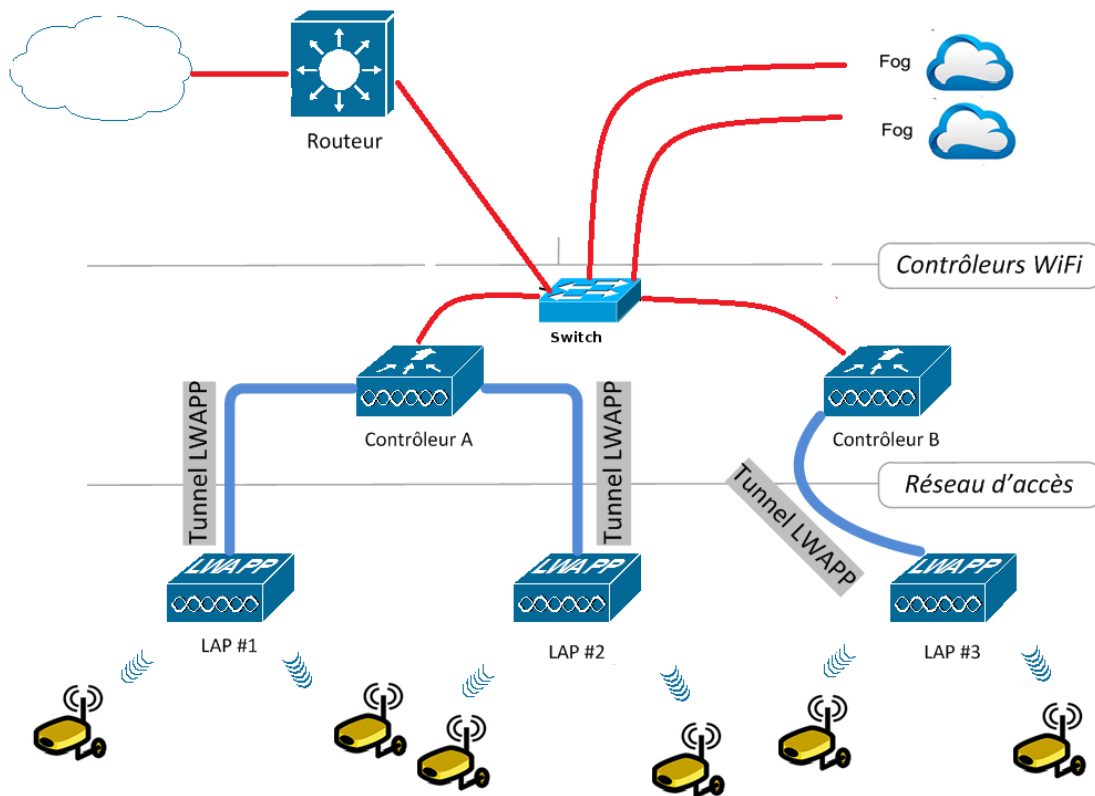 Fog
Fog
Routeur
Contrôleurs WiFi
Switch
Contrôleur A
Contrôleur B
Tunnel LWAPP
Tunnel LWAPP
Tunnel LWAPP
Réseau d’accès
LWAPP
LWAPP
LWAPP
LAP #1
LAP #2
LAP #3